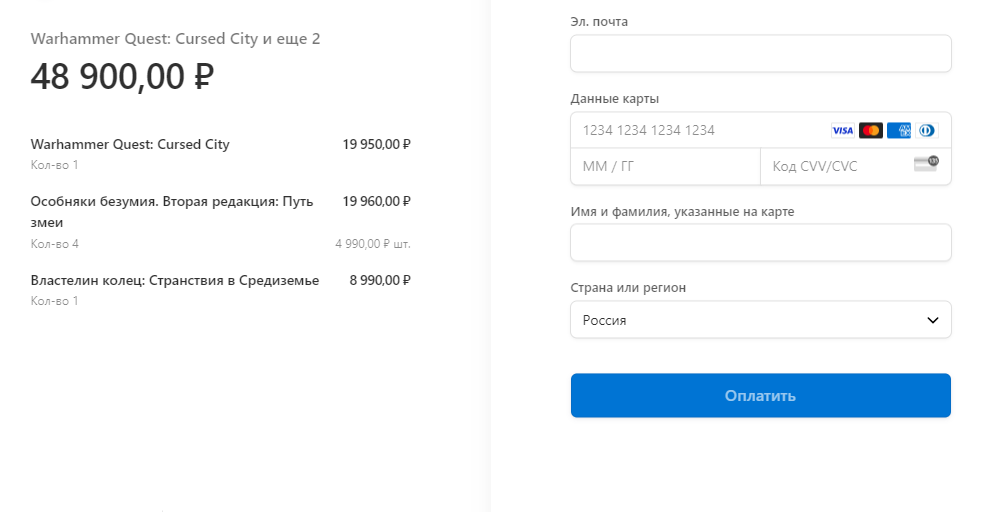 Warhammer Quest: Cursed City и еще 2
48 900,00 ₽
Warhammer Quest: Cursed City 19 950,00 ₽
Кол-во 1
Особняки безумия. Вторая редакция: Путь 19 960,00 ₽
змеи
Кол-во 4 4 990,00 ₽ шт.
Властелин колец: Странствия в Средиземье 8 990,00 ₽
Кол-во 1
Эл. почта
Данные карты
1234 1234 1234 1234 VISA
ММ / ГГ Код CVV/CVC
Имя и фамилия, указанные на карте
Страна или регион
Россия
Оплатить